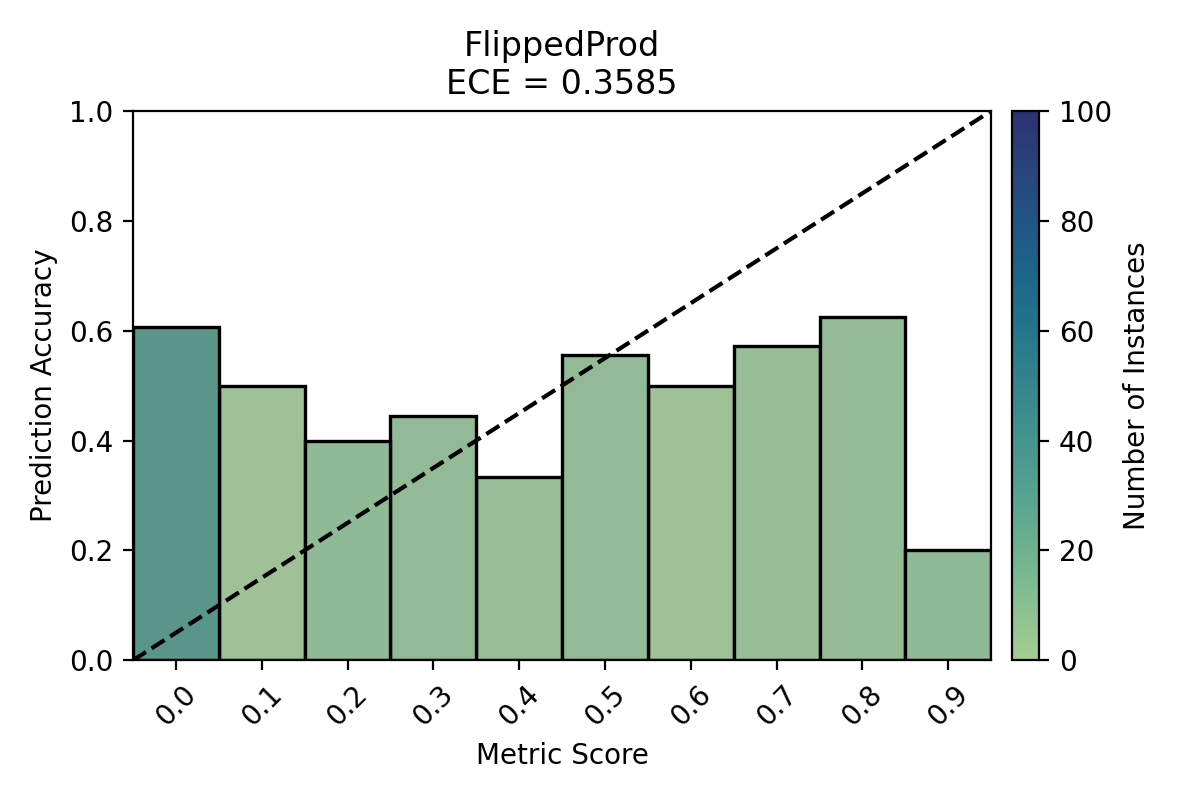 FlippedProd
ECE = 0.3585
1.0
0.8
0.6
0.4
0.2
0.0
Prediction Accuracy
0.0 0.1 0.2 0.3 0.4 0.5 0.6 0.7 0.8 0.9
Metric Score
100
80
60
40
20
0
Number of Instances